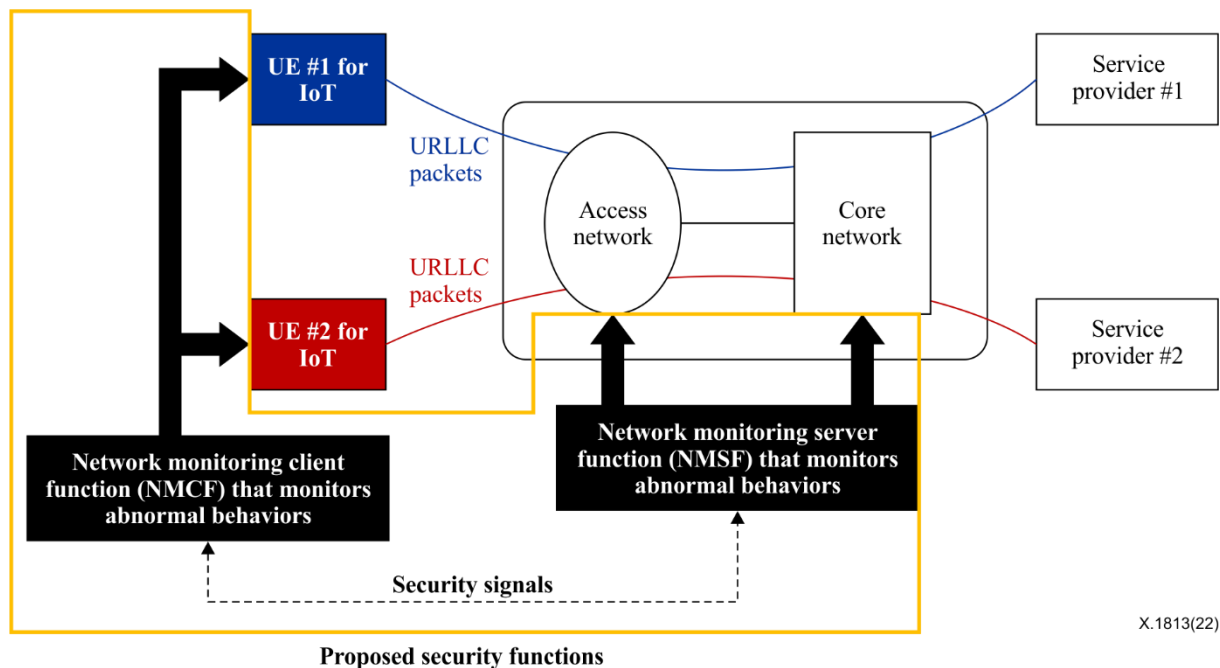 UE #1 for
IoT
Service
provider #1
URLLC
packets
Access
network
Core
network
URLLC
packets
UE #2 for
IoT
Service
provider #2
Network monitoring client
function (NMCF) that monitors
abnormal behaviors
Network monitoring server
function (NMSF) that monitors
abnormal behaviors
Security signals
X.1813(22)
Proposed security functions